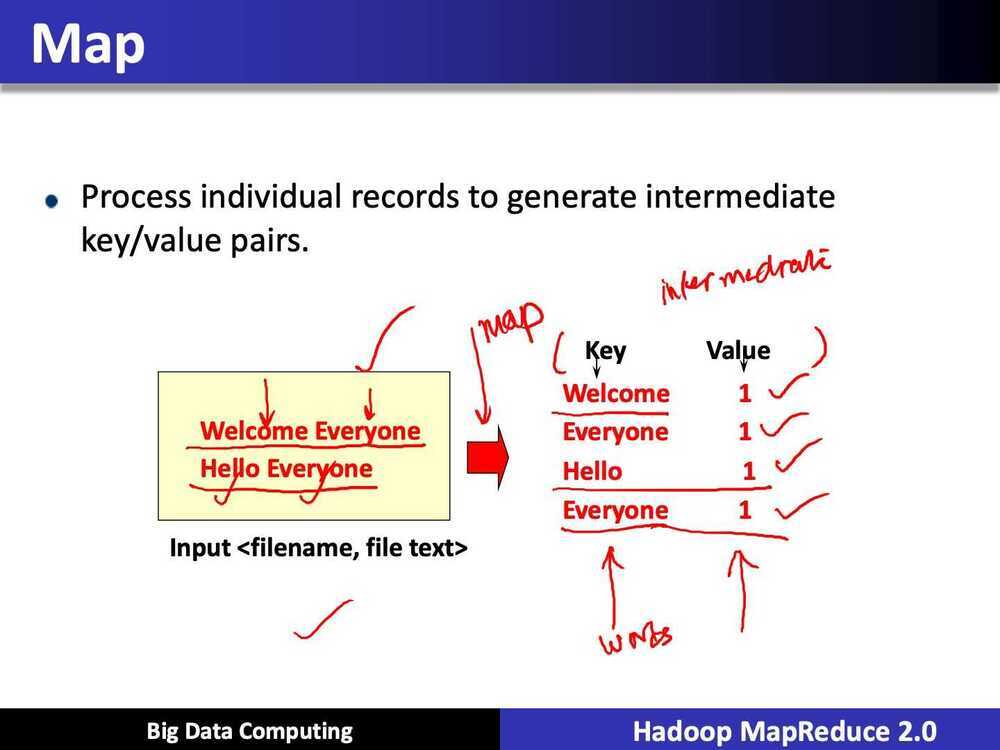 Map
Process individual records to generate intermediate
key/value pairs.
intermediate
map
( Key Value )
Welcome 1
Everyone 1
Hello 1
Everyone 1
Welcome Everyone
Hello Everyone
Input <filename, file text>
words
Big Data Computing
Hadoop MapReduce 2.0